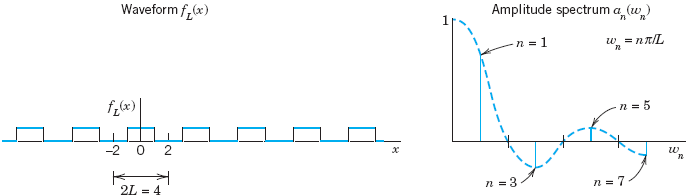 Waveform f_L(x)
f_L(x)
-2 0 2 x
2L = 4
Amplitude spectrum a_n(w_n)
1
n = 1
w_n = nπ/L
n = 5
w_n
n = 3
n = 7